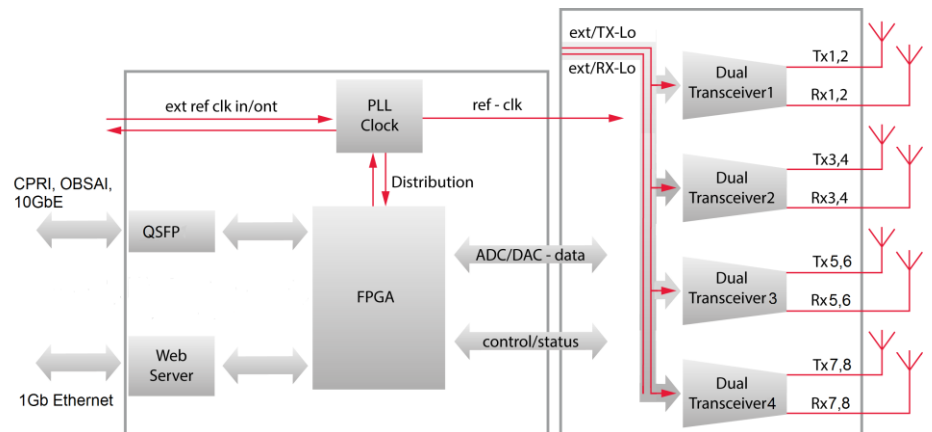 ext/TX-Lo
ext/RX-Lo
Dual
Transceiver1
Tx1,2
Rx1,2
ext ref clk in/ont
PLL
Clock
ref - clk
Distribution
CPRI, OBSAI,
10GbE
QSFP
FPGA
ADC/DAC - data
control/status
Web
Server
1Gb Ethernet
Dual
Transceiver2
Tx3,4
Rx3,4
Dual
Transceiver3
Tx5,6
Rx5,6
Dual
Transceiver4
Tx7,8
Rx7,8